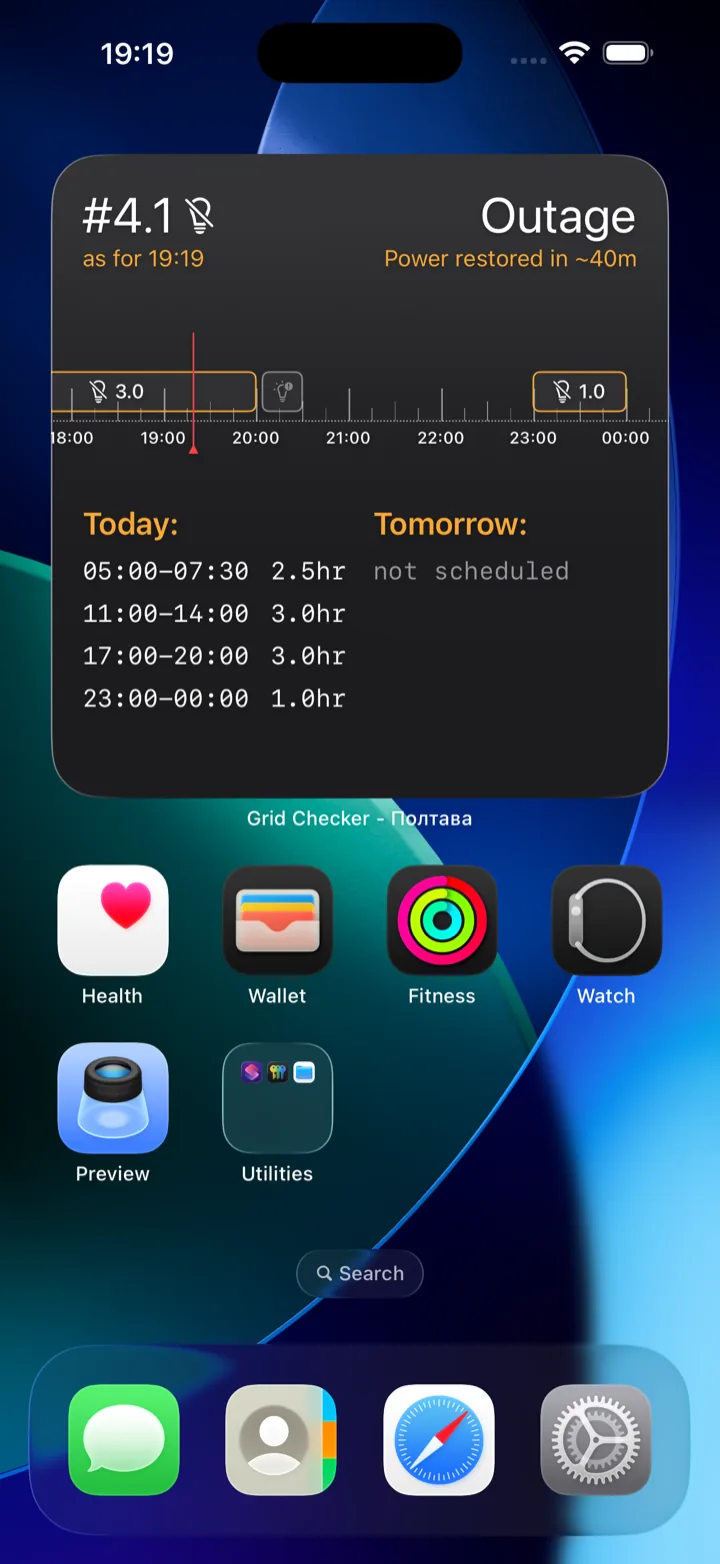 19:19
#4.1 Outage
as for 19:19 Power restored in ~40m
3.0 1.0
18:00 19:00 20:00 21:00 22:00 23:00 00:00
Today: Tomorrow:
05:00–07:30 2.5hr not scheduled
11:00–14:00 3.0hr
17:00–20:00 3.0hr
23:00–00:00 1.0hr
Grid Checker - Полтава
Health Wallet Fitness Watch
Preview Utilities
Search